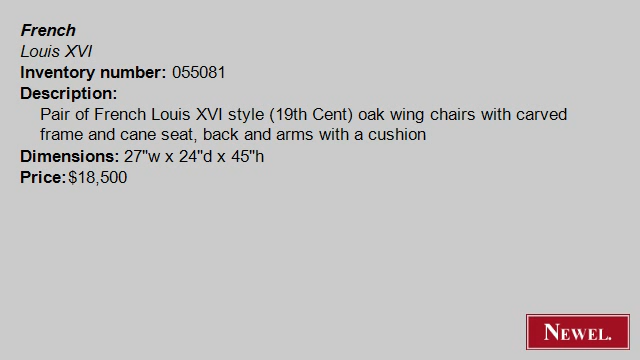 French
Louis XVI
Inventory number: 055081
Description:
Pair of French Louis XVI style (19th Cent) oak wing chairs with carved
frame and cane seat, back and arms with a cushion
Dimensions: 27"w x 24"d x 45"h
Price:$18,500
NEWEL.